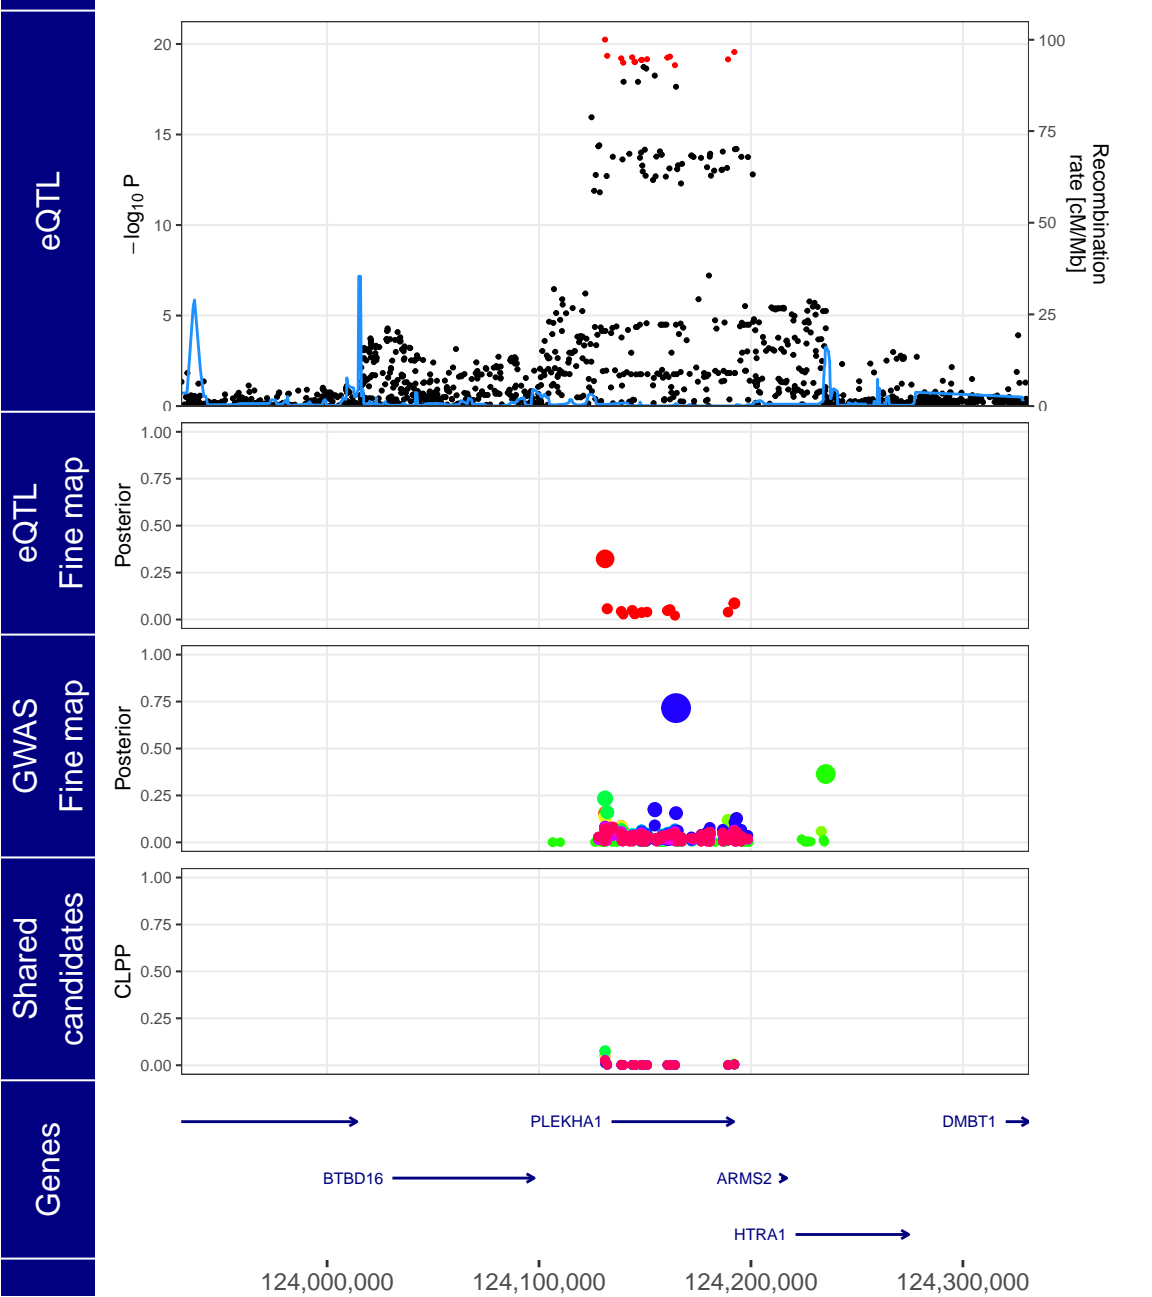 eQTL
−log10 P
20
15
10
5
0
100
75
50
25
0
Recombination
rate [cM/Mb]
eQTL
Fine map
Posterior
1.00
0.75
0.50
0.25
0.00
GWAS
Fine map
Posterior
1.00
0.75
0.50
0.25
0.00
Shared
candidates
CLPP
1.00
0.75
0.50
0.25
0.00
Genes
PLEKHA1
DMBT1
BTBD16
ARMS2
HTRA1
124,000,000
124,100,000
124,200,000
124,300,000